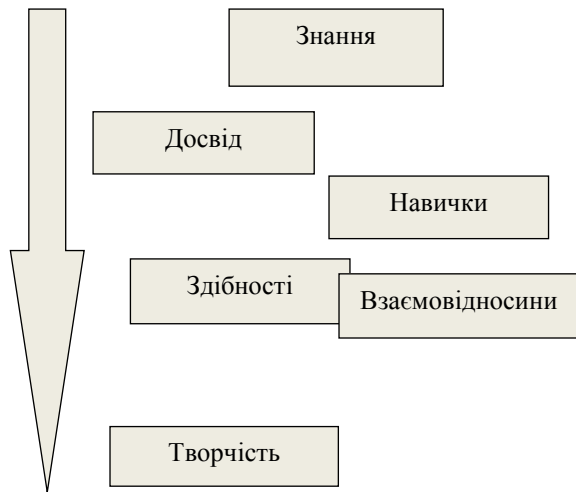 Знання
Досвід
Навички
Здібності
Взаємовідносини
Творчість